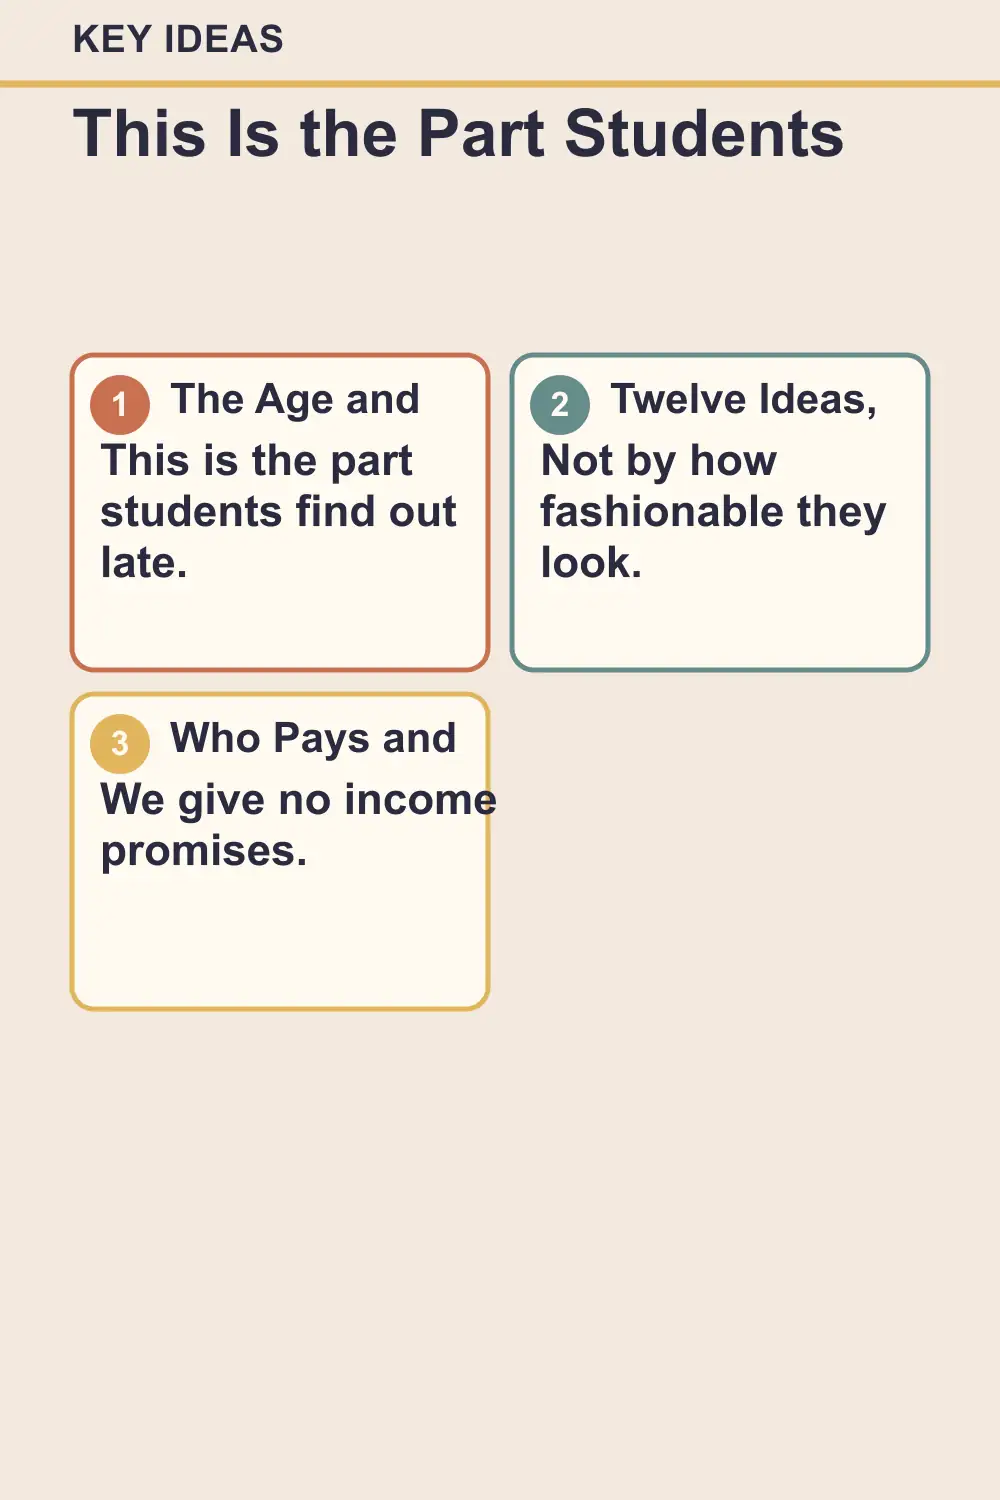 KEY IDEAS
This Is the Part Students
1 The Age and
This is the part
students find out
late.
2 Twelve Ideas,
Not by how
fashionable they
look.
3 Who Pays and
We give no income
promises.